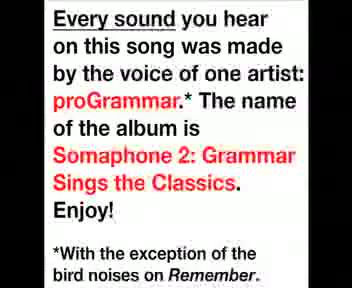 Every sound you hear
on this song was made
by the voice of one artist:
proGrammar.* The name
of the album is
Somaphone 2: Grammar
Sings the Classics.
Enjoy!
*With the exception of the
bird noises on Remember.